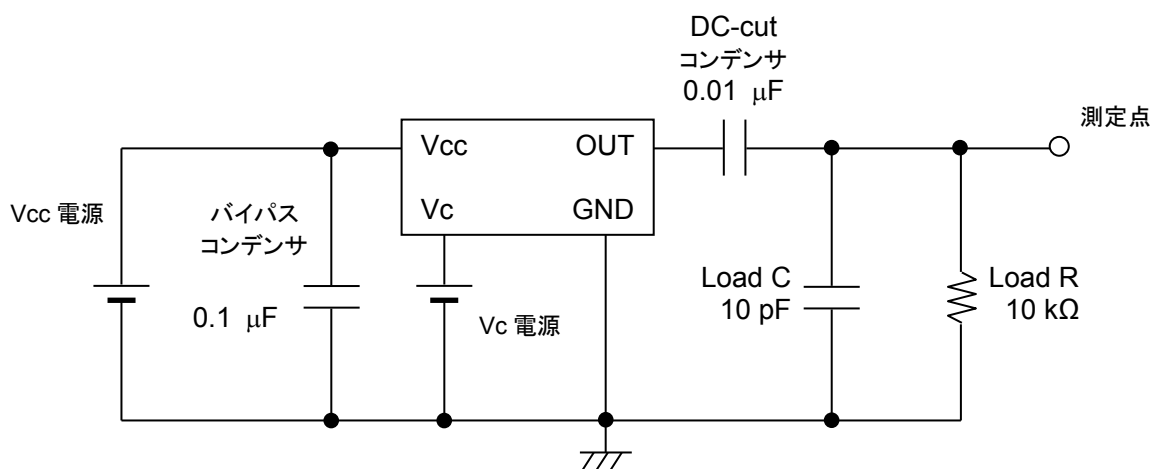 DC-cut
コンデンサ
0.01 μF
測定点
Vcc
OUT
Vc
GND
Vcc 電源
バイパス
コンデンサ
0.1 μF
Vc 電源
Load C
10 pF
Load R
10 kΩ